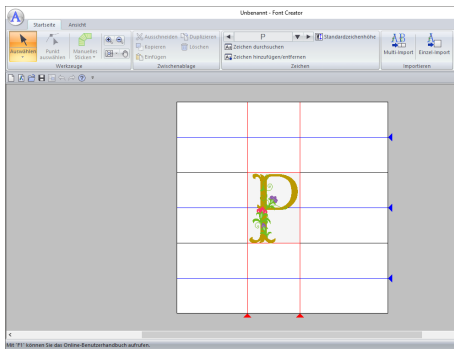 Unbenannt - Font Creator
Startseite Ansicht
Auswählen Punkt auswählen Manuelles Blicken
Werkzeuge
Ausschneiden Duplizieren
Kopieren Löschen
Einfügen
Zwischenablage
P Standardzeichenhöhe
Zeichen durchsuchen
Zeichen hinzufügen/entfernen
Zeichen
Multi-Import Einzel-Import
Importieren
P
Mit "F1" können Sie das Online-Benutzerhandbuch aufrufen.